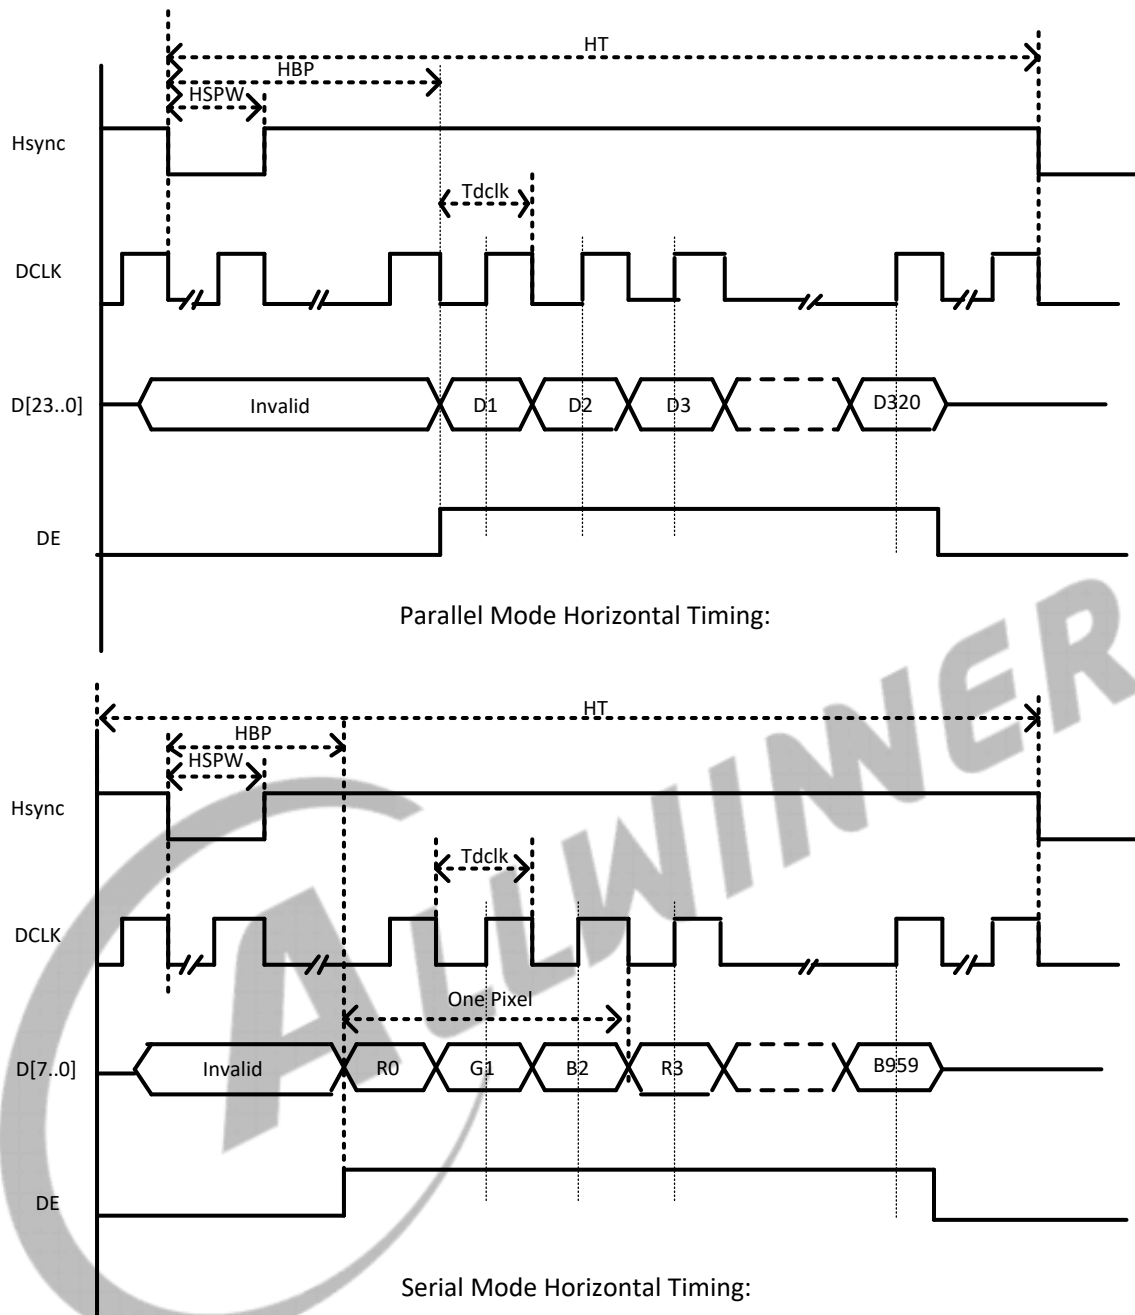 HT
HBP
HSPW
Hsync
Tdclk
DCLK
D[23..0] Invalid D1 D2 D3 D320
DE
Parallel Mode Horizontal Timing:
HT
HBP
HSPW
Hsync
Tdclk
DCLK
One Pixel
D[7..0] Invalid R0 G1 B2 R3 B959
DE
Serial Mode Horizontal Timing:
ALLWINNER